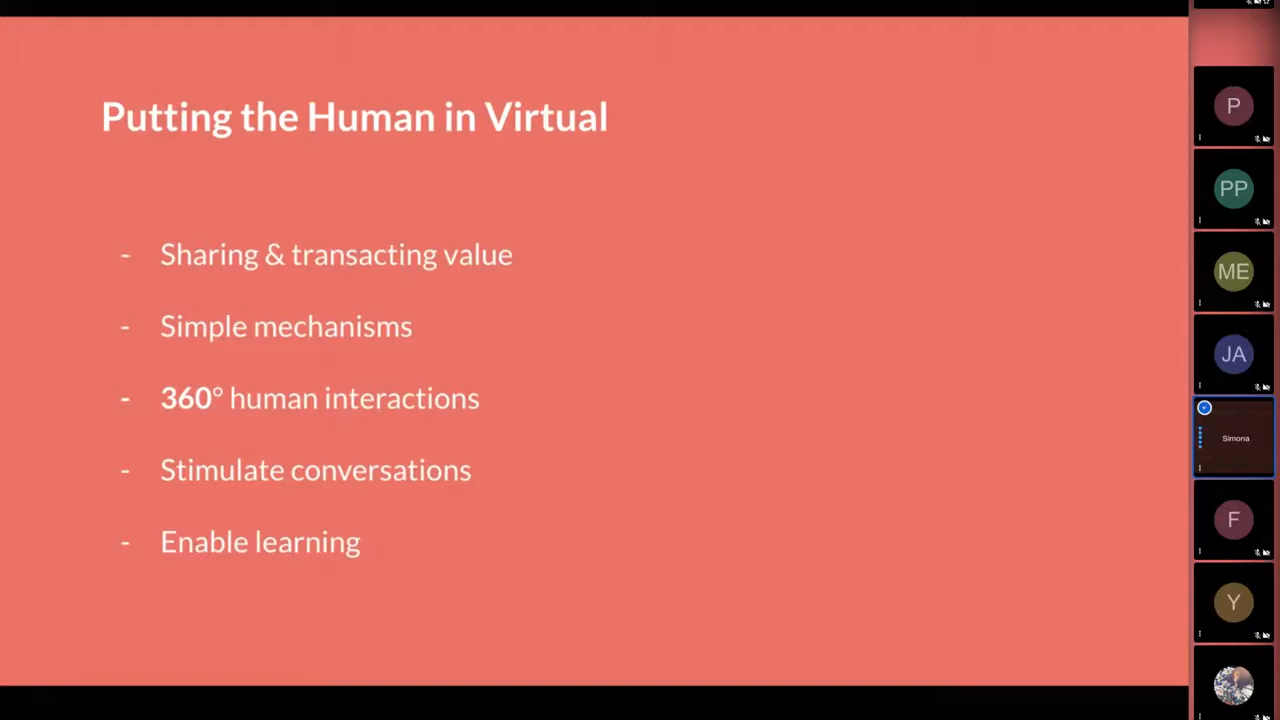 Putting the Human in Virtual
- Sharing & transacting value
- Simple mechanisms
- 360° human interactions
- Stimulate conversations
- Enable learning
P
PP
ME
JA
Simona
F
Y